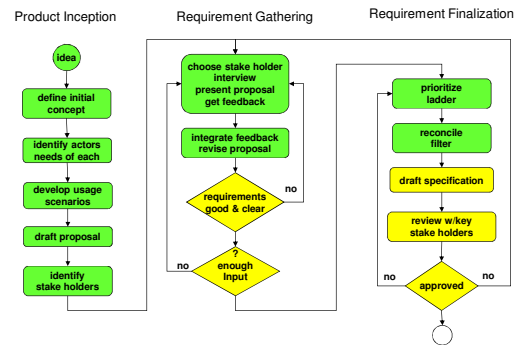 Product Inception
Requirement Gathering
Requirement Finalization
idea
define initial
concept
identify actors
needs of each
develop usage
scenarios
draft proposal
identify
stake holders
choose stake holder
interview
present proposal
get feedback
integrate feedback
revise proposal
requirements
good & clear
no
?
enough
Input
no
prioritize
ladder
reconcile
filter
draft specification
review w/key
stake holders
no
approved
no